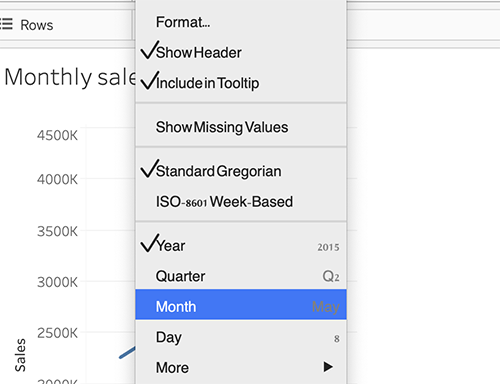 Rows
Format...
Show Header
Include in Tooltip
Show Missing Values
Standard Gregorian
ISO-8601 Week-Based
Year 2015
Quarter Q2
Month May
Day 8
More
Monthly sale
4500K
4000K
3500K
3000K
2500K
2000K
Sales